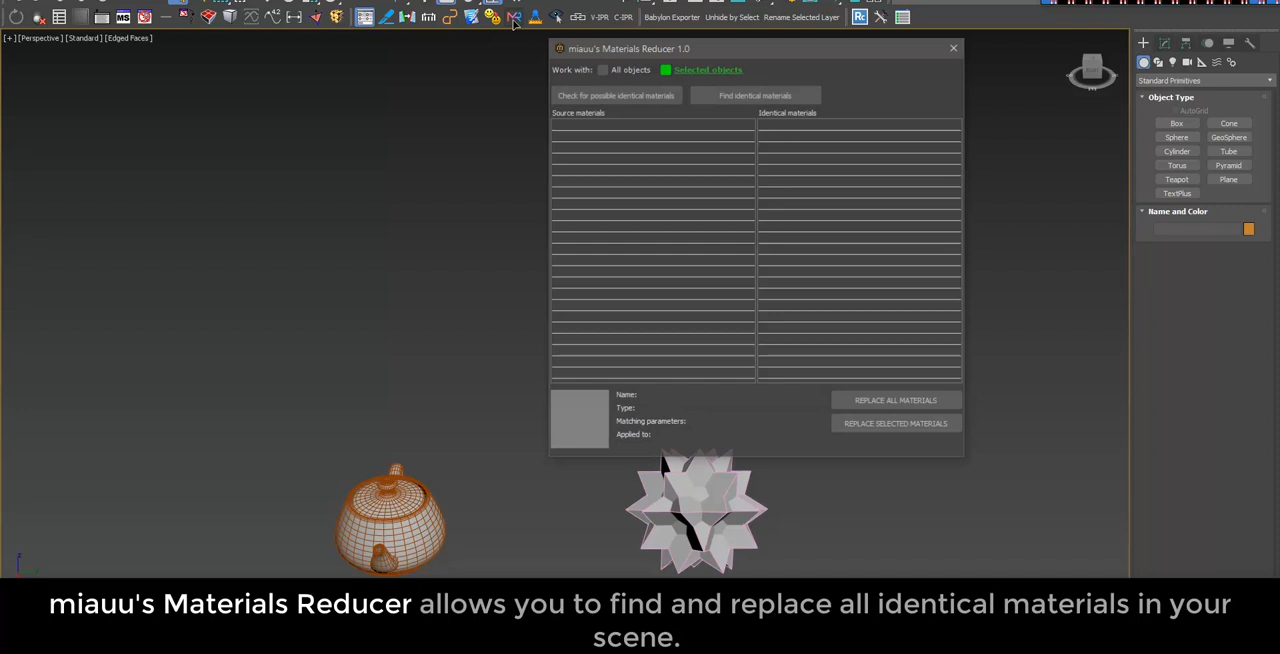 V-IPR C-IPR Babylon Exporter Unhide by Select Rename Selected Layer Rc
MS
[+] [Perspective] [Standard] [Edged Faces]
miauu's Materials Reducer 1.0
Work with: All objects Selected objects
Check for possible identical materials Find identical materials
Source materials Identical materials
Name:
Type:
Matching parameters:
Applied to:
REPLACE ALL MATERIALS
REPLACE SELECTED MATERIALS
Standard Primitives
Object Type
AutoGrid
Box Cone
Sphere GeoSphere
Cylinder Tube
Torus Pyramid
Teapot Plane
TextPlus
Name and Color
miauu's Materials Reducer allows you to find and replace all identical materials in your
scene.